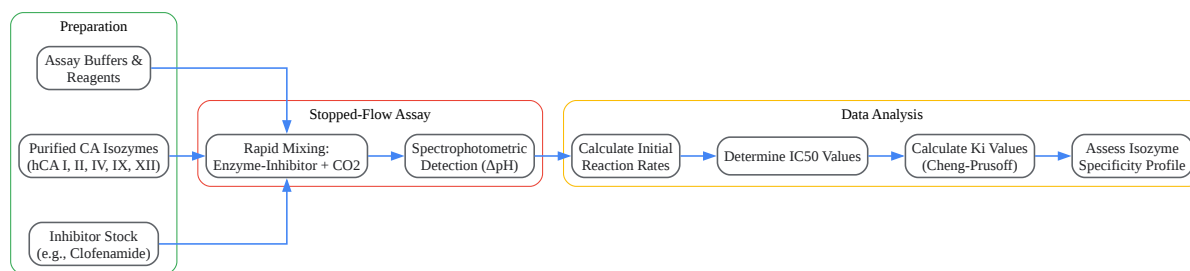 Preparation
Assay Buffers &
Reagents
Purified CA Isozymes
(hCA I, II, IV, IX, XII)
Inhibitor Stock
(e.g., Clofenamide)
Stopped-Flow Assay
Rapid Mixing:
Enzyme-Inhibitor + CO2
Spectrophotometric
Detection (ΔpH)
Data Analysis
Calculate Initial
Reaction Rates
Determine IC50 Values
Calculate Ki Values
(Cheng-Prusoff)
Assess Isozyme
Specificity Profile